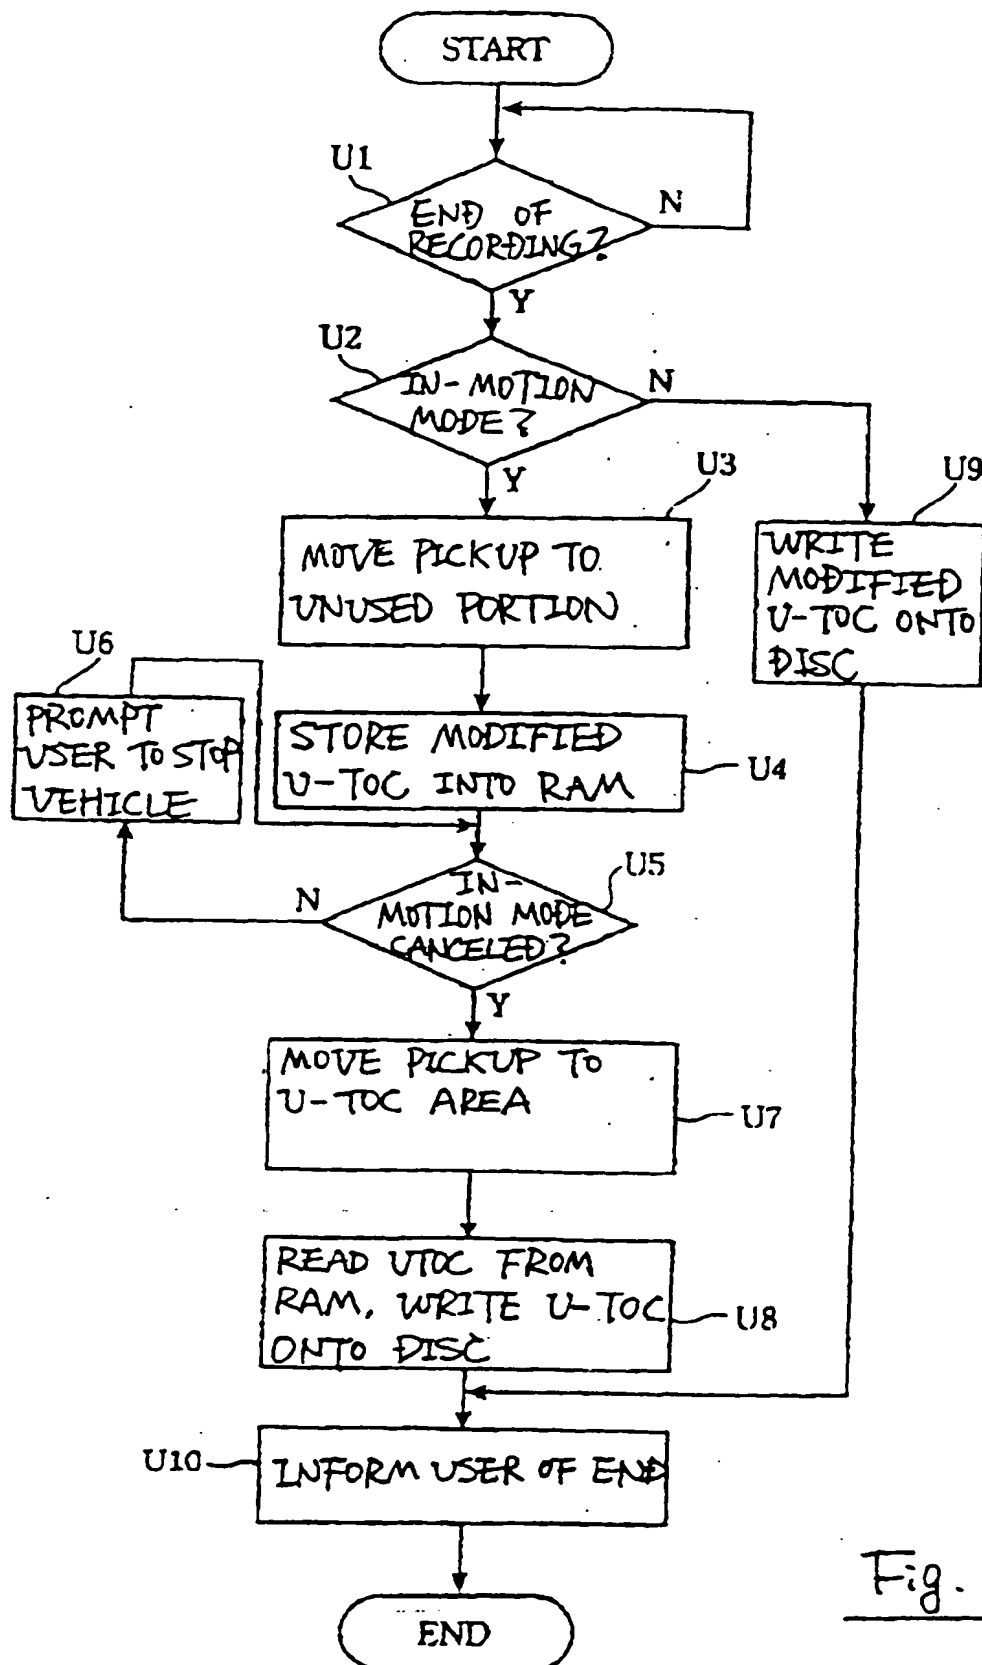 START
U1
END OF
RECORDING?
N
Y
U2
IN-MOTION
MODE?
N
Y
U3
MOVE PICKUP TO
UNUSED PORTION
U9
WRITE
MODIFIED
U-TOC ONTO
DISC
U6
PROMPT
USER TO STOP
VEHICLE
STORE MODIFIED
U-TOC INTO RAM
U4
U5
IN-
MOTION MODE
CANCELED?
N
Y
MOVE PICKUP TO
U-TOC AREA
U7
READ UTOC FROM
RAM, WRITE U-TOC
ONTO DISC
U8
U10
INFORM USER OF END
END
Fig.